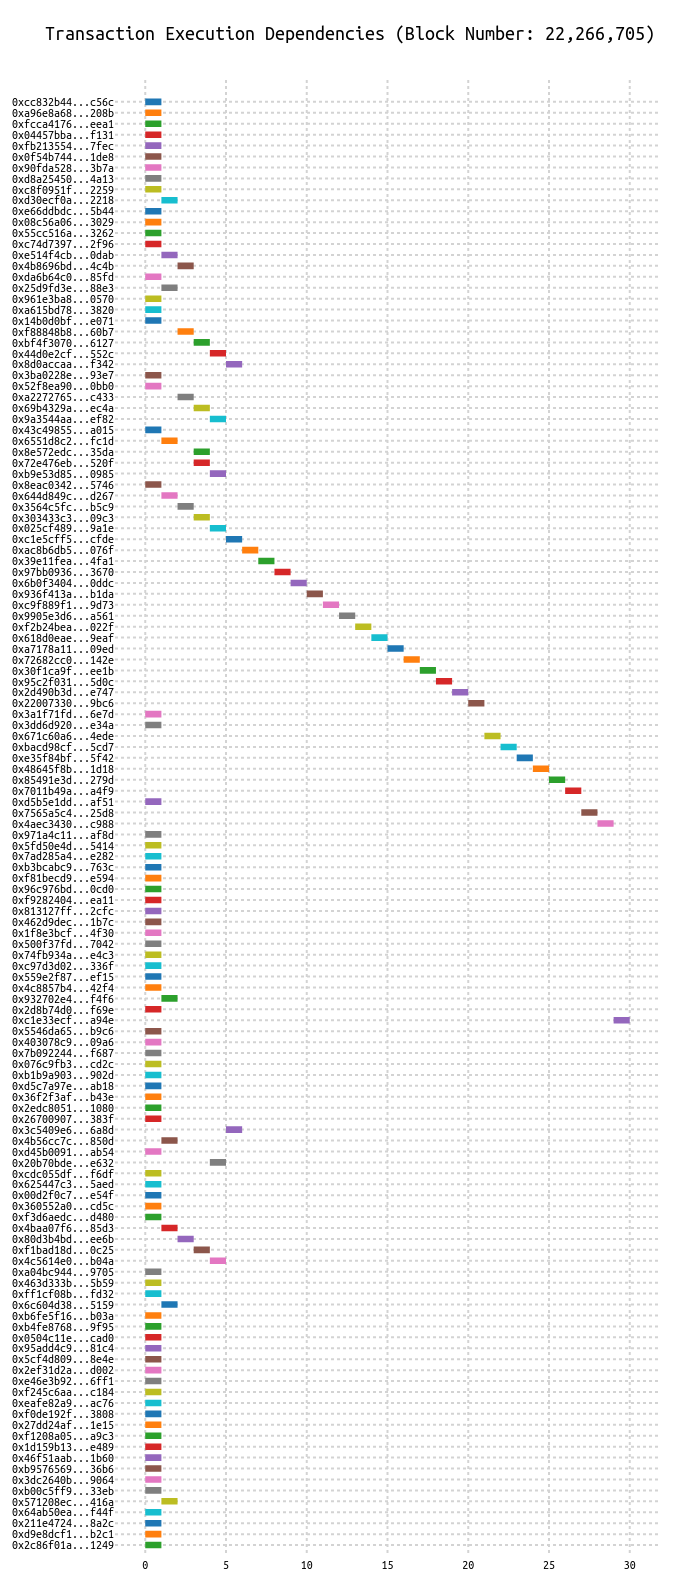 Transaction Execution Dependencies (Block Number: 22,266,705)
0xcc832b44...c56c
0xa96e8a68...208b
0xfcca4176...eea1
0x04457bba...f131
0xfb213554...7fec
0x0f54b744...1de8
0x90fda528...3b7a
0xd8a25450...4a13
0xc8f0951f...2259
0xd30ecf0a...2218
0xe66ddbdc...5b44
0x08c56a06...3029
0x55cc516a...3262
0xc74d7397...2f96
0xe514f4cb...0dab
0x4b8696bd...4c4b
0xda6b64c0...85fd
0x25d9fd3e...88e3
0x961e3ba8...0570
0xa615bd78...3820
0x14b0d0bf...e071
0xf88848b8...60b7
0xbf4f3070...6127
0x44d0e2cf...552c
0x8d0accaa...f342
0x3ba0228e...93e7
0x52f8ea90...0bb0
0xa2272765...c433
0x69b4329a...ec4a
0x9a3544aa...ef82
0x43c49855...a015
0x6551d8c2...fc1d
0x8e572edc...35da
0x72e476eb...520f
0xb9e53d85...0985
0x8eac0342...5746
0x644d849c...d267
0x3564c5fc...b5c9
0x303433c3...09c3
0x025cf489...9a1e
0xc1e5cff5...cfde
0xac8b6db5...076f
0x39e11fea...4fa1
0x97bb0936...3670
0x6b0f3404...0ddc
0x936f413a...b1da
0xc9f889f1...9d73
0x9905e3d6...a561
0xf2b24bea...022f
0x618d0eae...9eaf
0xa7178a11...09ed
0x72682cc0...142e
0x30f1ca9f...ee1b
0x95c2f031...5d0c
0x2d490b3d...e747
0x22007330...9bc6
0x3a1f71fd...6e7d
0x3dd6d920...e34a
0x671c60a6...4ede
0xbacd98cf...5cd7
0xe35f84bf...5f42
0x48645f8b...1d18
0x85491e3d...279d
0x7011b49a...a4f9
0xd5b5e1dd...af51
0x7565a5c4...25d8
0x4aec3430...c988
0x971a4c11...af8d
0x5fd50e4d...5414
0x7ad285a4...e282
0xb3bcabc9...763c
0xf81becd9...e594
0x96c976bd...0cd0
0xf9282404...ea11
0x813127ff...2cfc
0x462d9dec...1b7c
0x1f8e3bcf...4f30
0x500f37fd...7042
0x74fb934a...e4c3
0xc97d3d02...336f
0x559e2f87...ef15
0x4c8857b4...42f4
0x932702e4...f4f6
0x2d8b74d0...f69e
0xc1e33ecf...a94e
0x5546da65...b9c6
0x403078c9...09a6
0x7b092244...f687
0x076c9fb3...cd2c
0xb1b9a903...902d
0xd5c7a97e...ab18
0x36f2f3af...b43e
0x2edc8051...1080
0x26700907...383f
0x3c5409e6...6a8d
0x4b56cc7c...850d
0xd45b0091...ab54
0x20b70bde...e632
0xcdc055df...f6df
0x625447c3...5aed
0x00d2f0c7...e54f
0x360552a0...cd5c
0xf3d6aedc...d480
0x4baa07f6...85d3
0x80d3b4bd...ee6b
0xf1bad18d...0c25
0x4c5614e0...b04a
0xa04bc944...9705
0x463d333b...5b59
0xff1cf08b...fd32
0x6c604d38...5159
0xb6fe5f16...b03a
0xb4fe8768...9f95
0x0504c11e...cad0
0x95add4c9...81c4
0x5cf4d809...8e4e
0x2ef31d2a...d002
0xe46e3b92...6ff1
0xf245c6aa...c184
0xeafe82a9...ac76
0xf0de192f...3808
0x27dd24af...1e15
0xf1208a05...a9c3
0x1d159b13...e489
0x46f51aab...1b60
0xb9576569...36b6
0x3dc2640b...9064
0xb00c5ff9...33eb
0x571208ec...416a
0x64ab50ea...f44f
0x211e4724...8a2c
0xd9e8dcf1...b2c1
0x2c86f01a...1249
0 5 10 15 20 25 30